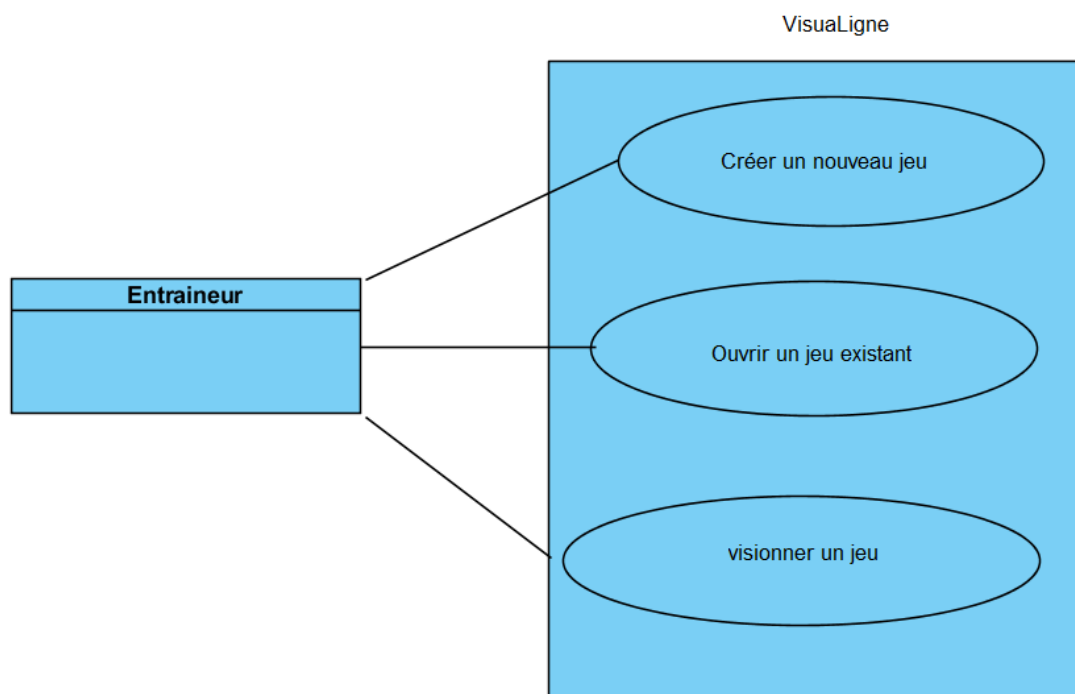 VisuaLigne
Créer un nouveau jeu
Entraineur
Ouvrir un jeu existant
visionner un jeu